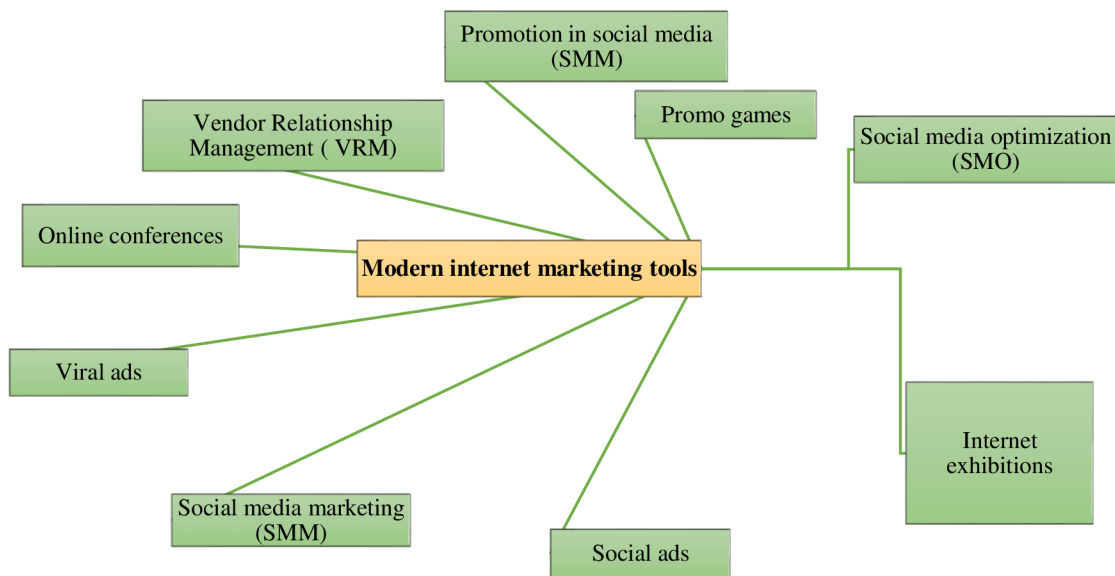 Promotion in social media
(SMM)
Promo games
Vendor Relationship
Management ( VRM)
Social media optimization
(SMO)
Online conferences
Modern internet marketing tools
Viral ads
Internet
exhibitions
Social media marketing
(SMM)
Social ads